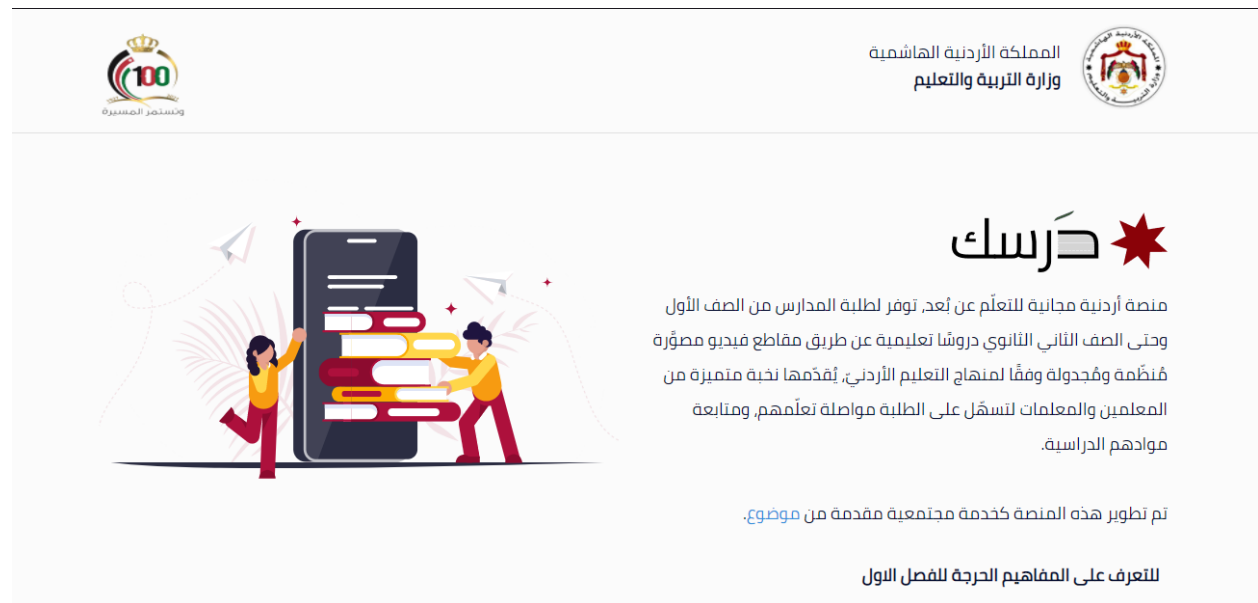 المملكة الأردنية الهاشمية
وزارة التربية والتعليم
100
وتستمر المسيرة
دَرسك
منصة أردنية مجانية للتعلّم عن بُعد، توفر لطلبة المدارس من الصف الأول
وحتى الصف الثاني الثانوي دروسًا تعليمية عن طريق مقاطع فيديو مصوَّرة
مُنظَّمة ومُجدولة وفقًا لمنهاج التعليم الأردنيّ، يُقدّمها نخبة متميزة من
المعلمين والمعلمات لتسهّل على الطلبة مواصلة تعلّمهم، ومتابعة
موادهم الدراسية.
تم تطوير هذه المنصة كخدمة مجتمعية مقدمة من موضوع.
للتعرف على المفاهيم الحرجة للفصل الاول